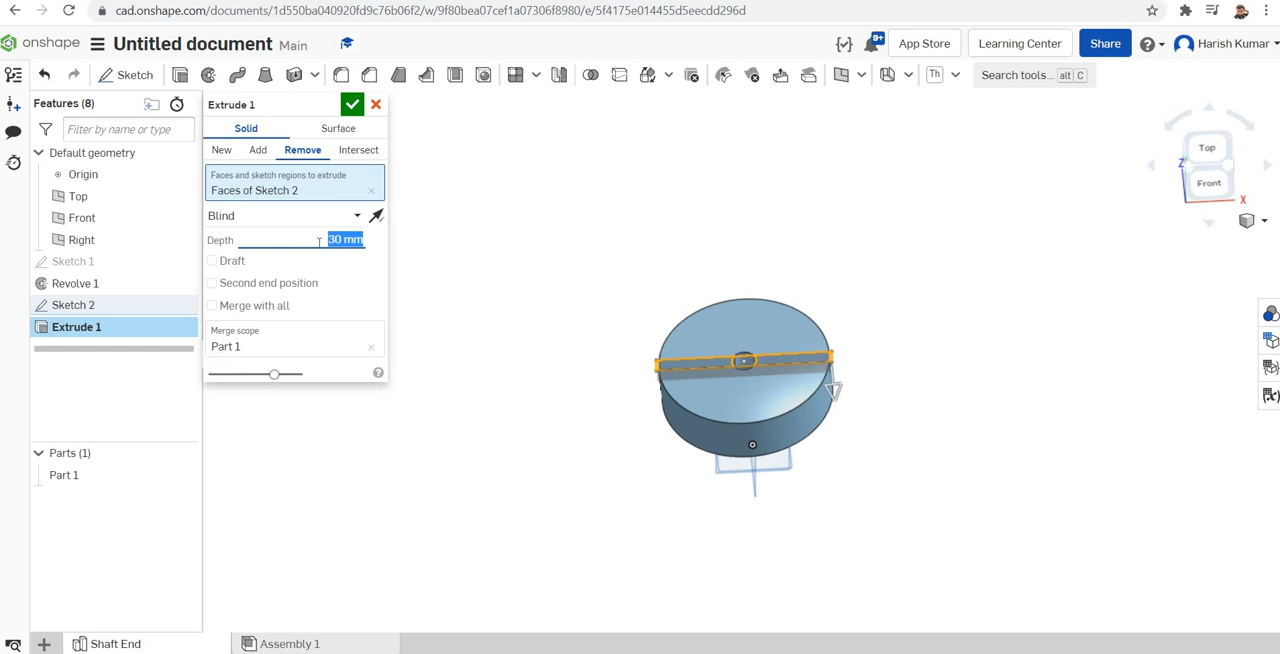 cad.onshape.com/documents/1d550ba040920fd9c76b06f2/w/9f80bea07cef1a07306f8980/e/5f4175e014455d5eecdd296d
onshape Untitled document Main
9+
App Store Learning Center Share Harish Kumar
Sketch
Th
Search tools... alt C
Features (8)
Filter by name or type
Default geometry
Origin
Top
Front
Right
Sketch 1
Revolve 1
Sketch 2
Extrude 1
Parts (1)
Part 1
Extrude 1
Solid Surface
New Add Remove Intersect
Faces and sketch regions to extrude
Faces of Sketch 2
Blind
Depth 30 mm
Draft
Second end position
Merge with all
Merge scope
Part 1
Top
Z
Front
X
(x)
Shaft End Assembly 1